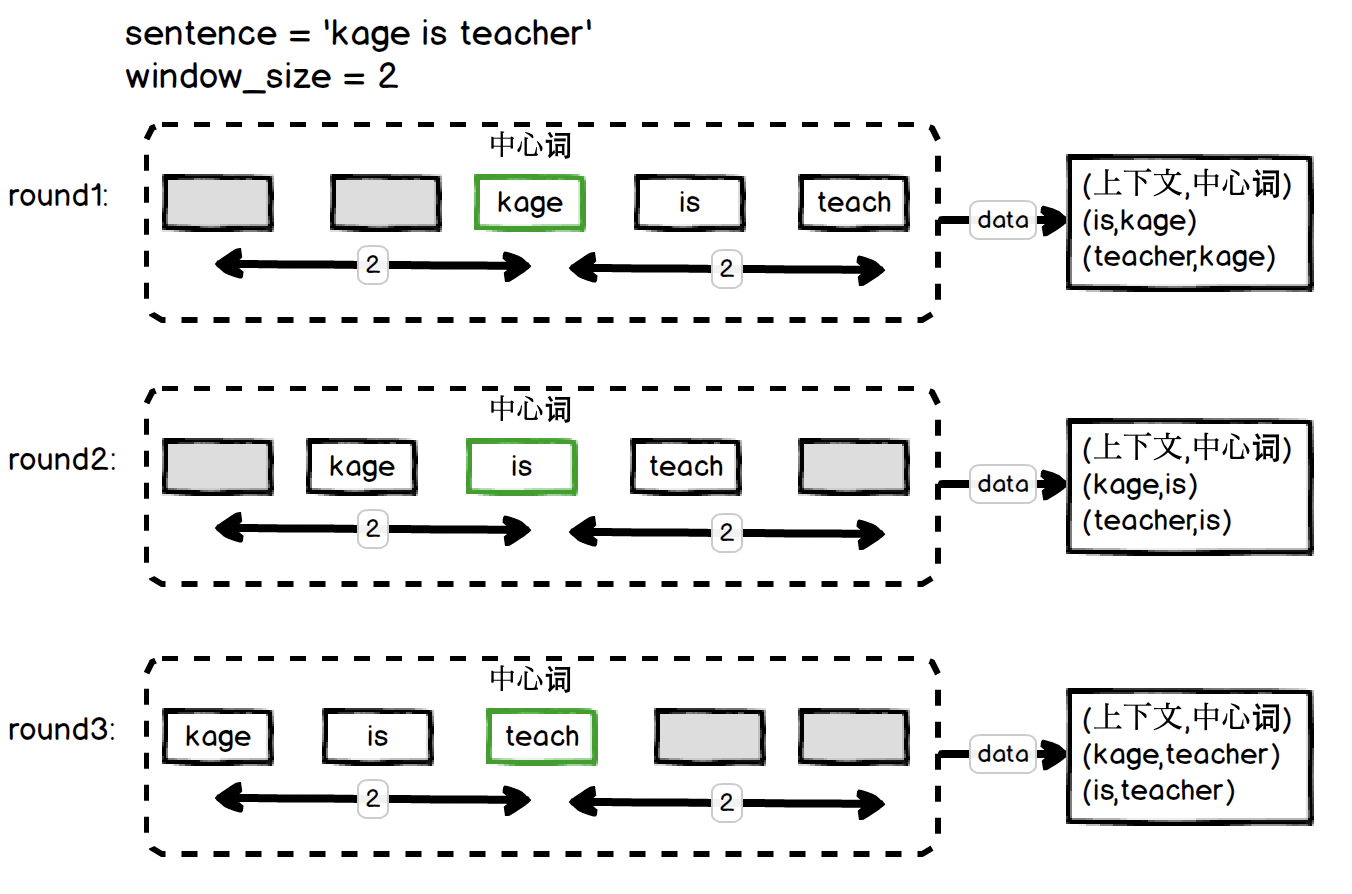 sentence = 'kage is teacher'
window_size = 2
中心词
round1:
kage
is
teach
2
2
data
(上下文,中心词)
(is,kage)
(teacher,kage)
中心词
round2:
kage
is
teach
2
2
data
(上下文,中心词)
(kage,is)
(teacher,is)
中心词
round3:
kage
is
teach
2
2
data
(上下文,中心词)
(kage,teacher)
(is,teacher)